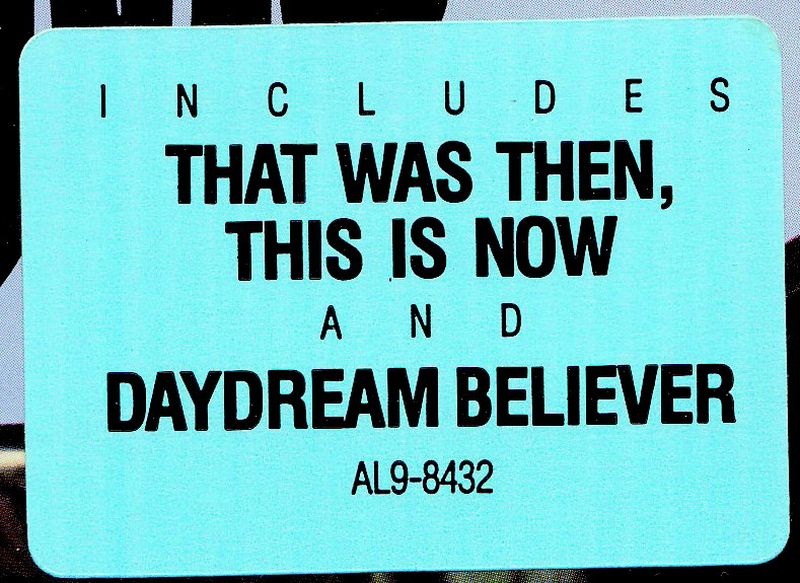 INCLUDES
THAT WAS THEN,
THIS IS NOW
AND
DAYDREAM BELIEVER
AL9-8432